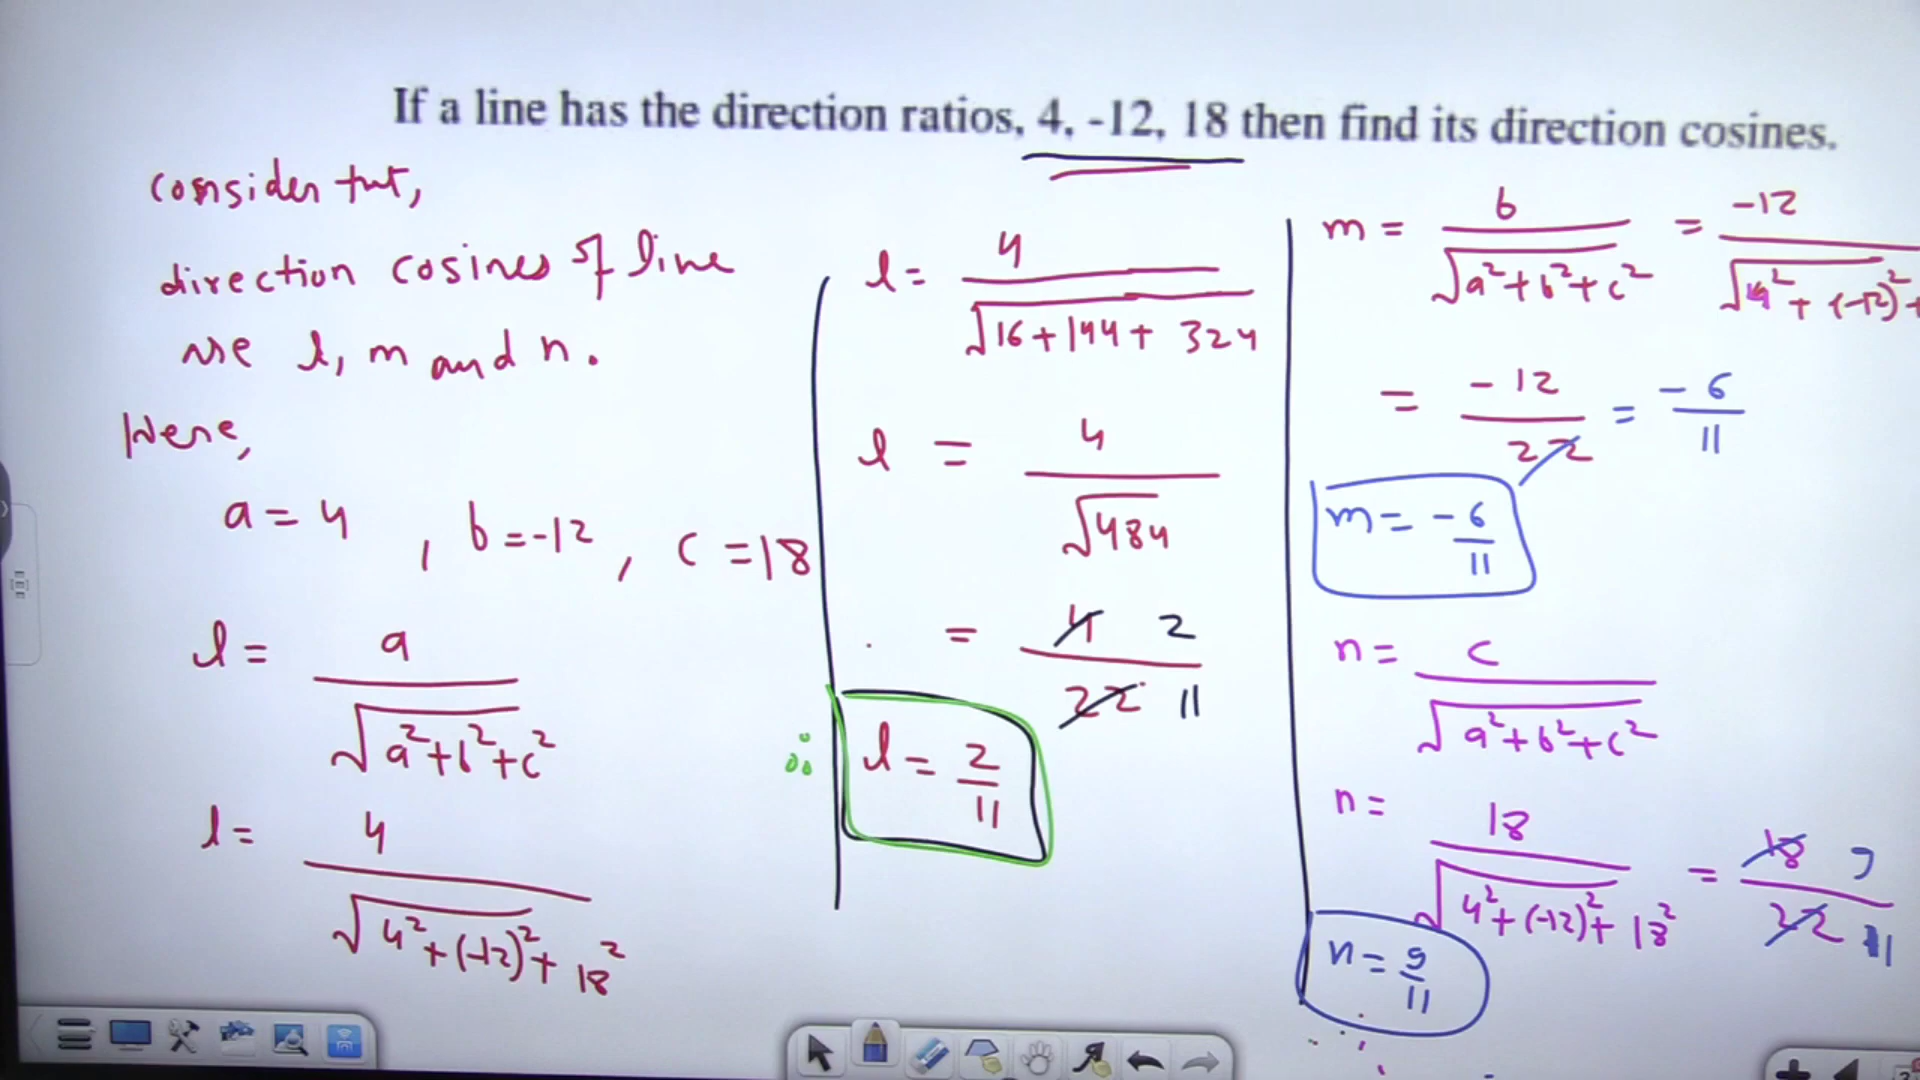 If a line has the direction ratios, 4, -12, 18 then find its direction cosines.
Consider that,
direction cosines of line
are l, m and n.
Here,
a = 4 , b = -12 , c = 18
l = a / √a²+b²+c²
l = 4 / √4²+(-12)²+18²
l = 4 / √16+144+324
l = 4 / √484
= 4 2 / 22 11
∴ l = 2/11
m = b / √a²+b²+c² = -12 / √4²+(-12)²+
= -12/22 = -6/11
m = -6/11
n = c / √a²+b²+c²
n = 18 / √4²+(-12)²+18² = 18 9 / 22 11
n = 9/11